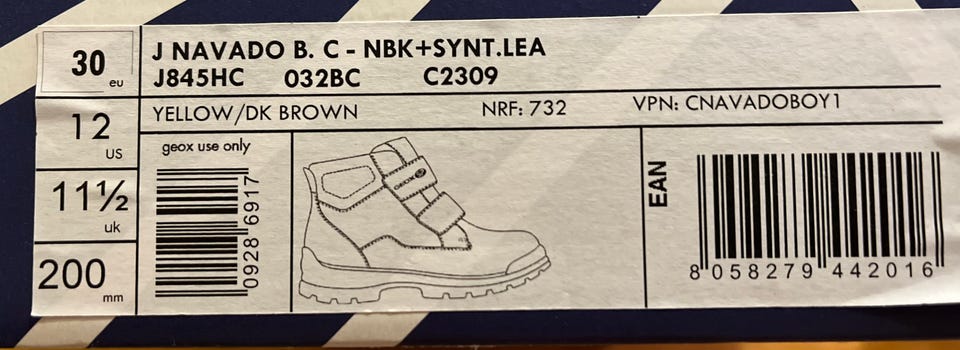 30 eu
J NAVADO B. C - NBK+SYNT.LEA
J845HC 032BC C2309
12 US
YELLOW/DK BROWN NRF: 732 VPN: CNAVADOBOY1
geox use only
11½ uk
200 mm
0928 6917
EAN
8 058279 442016